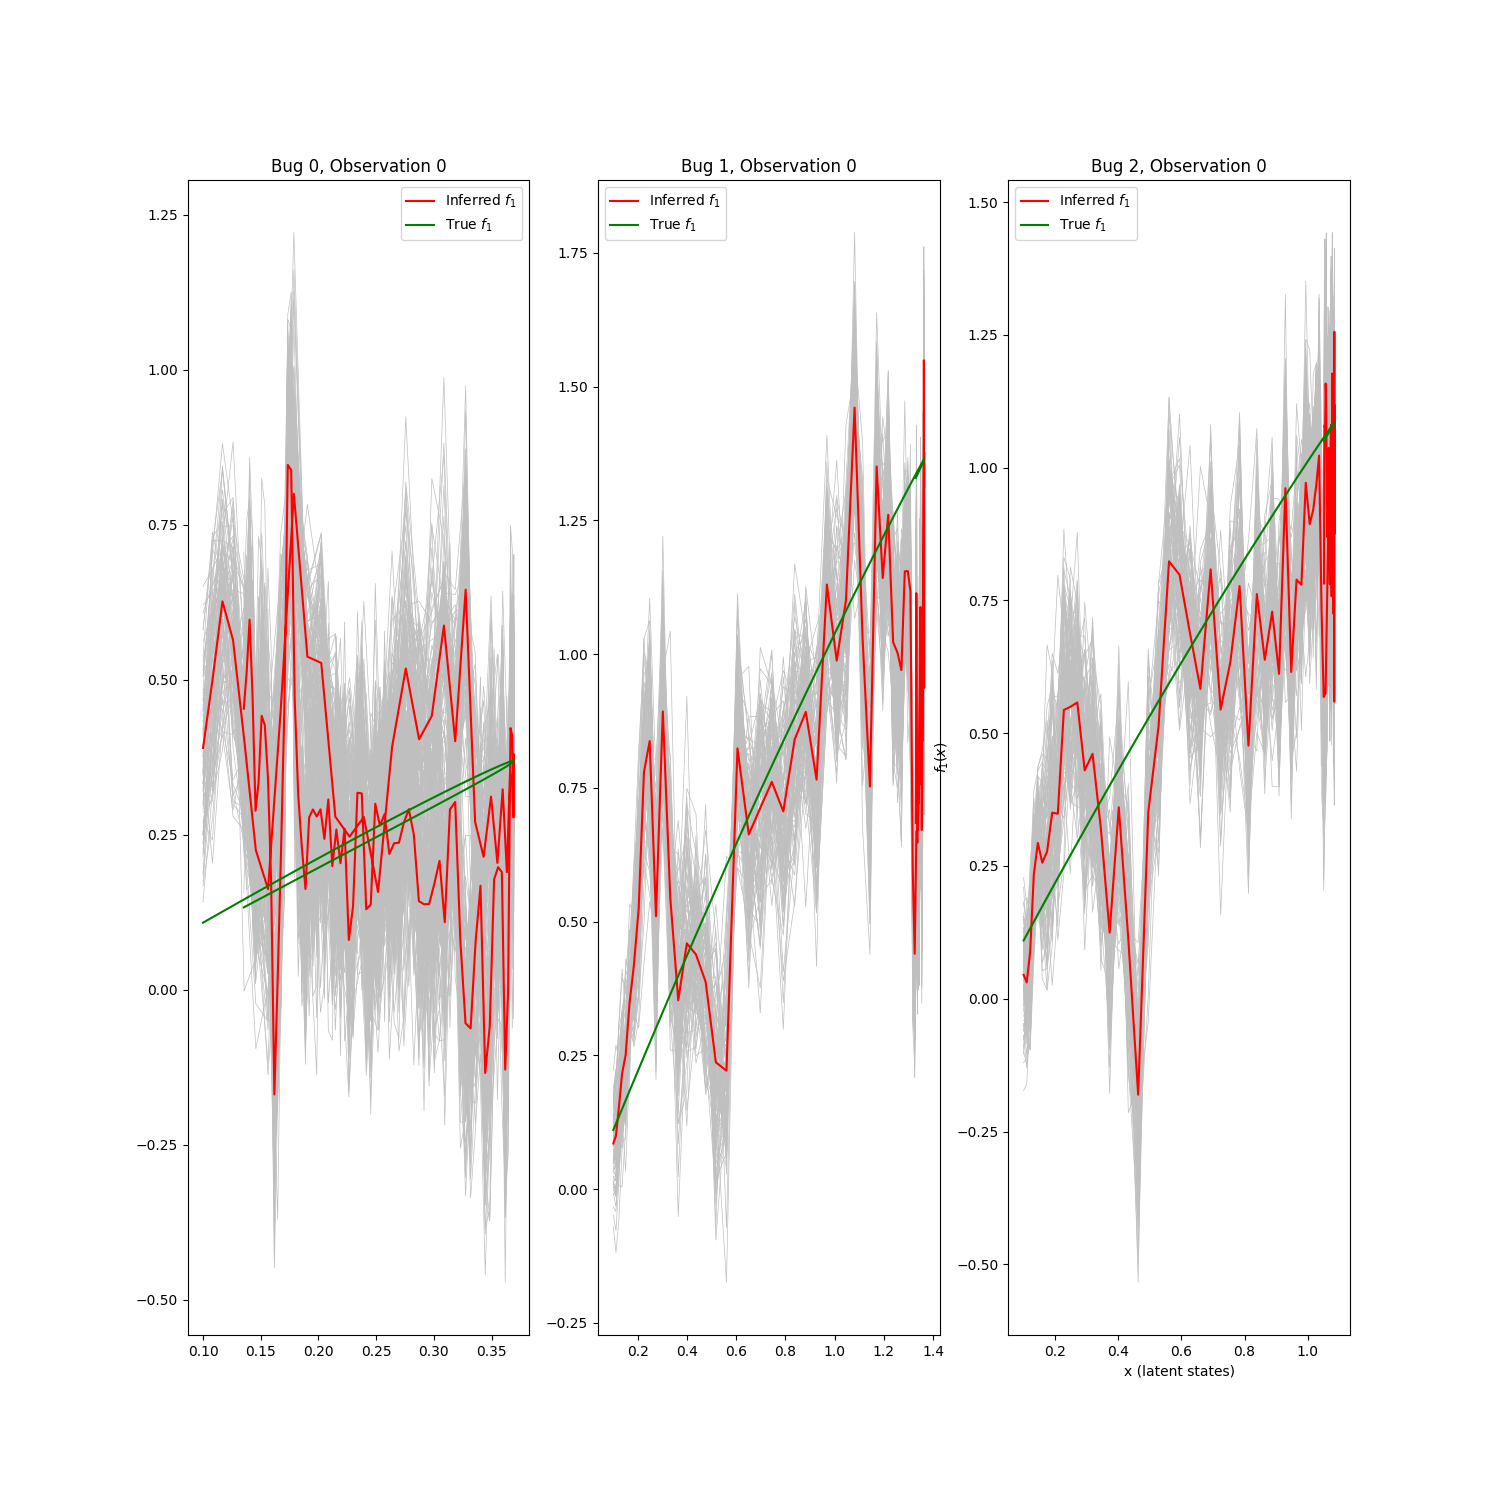 Bug 0, Observation 0
Inferred f₁
True f₁
1.25
1.00
0.75
0.50
0.25
0.00
−0.25
−0.50
0.10 0.15 0.20 0.25 0.30 0.35
Bug 1, Observation 0
Inferred f₁
True f₁
1.75
1.50
1.25
1.00
0.75
0.50
0.25
0.00
−0.25
0.2 0.4 0.6 0.8 1.0 1.2 1.4
Bug 2, Observation 0
Inferred f₁
True f₁
f₁(x)
1.50
1.25
1.00
0.75
0.50
0.25
0.00
−0.25
−0.50
0.2 0.4 0.6 0.8 1.0
x (latent states)